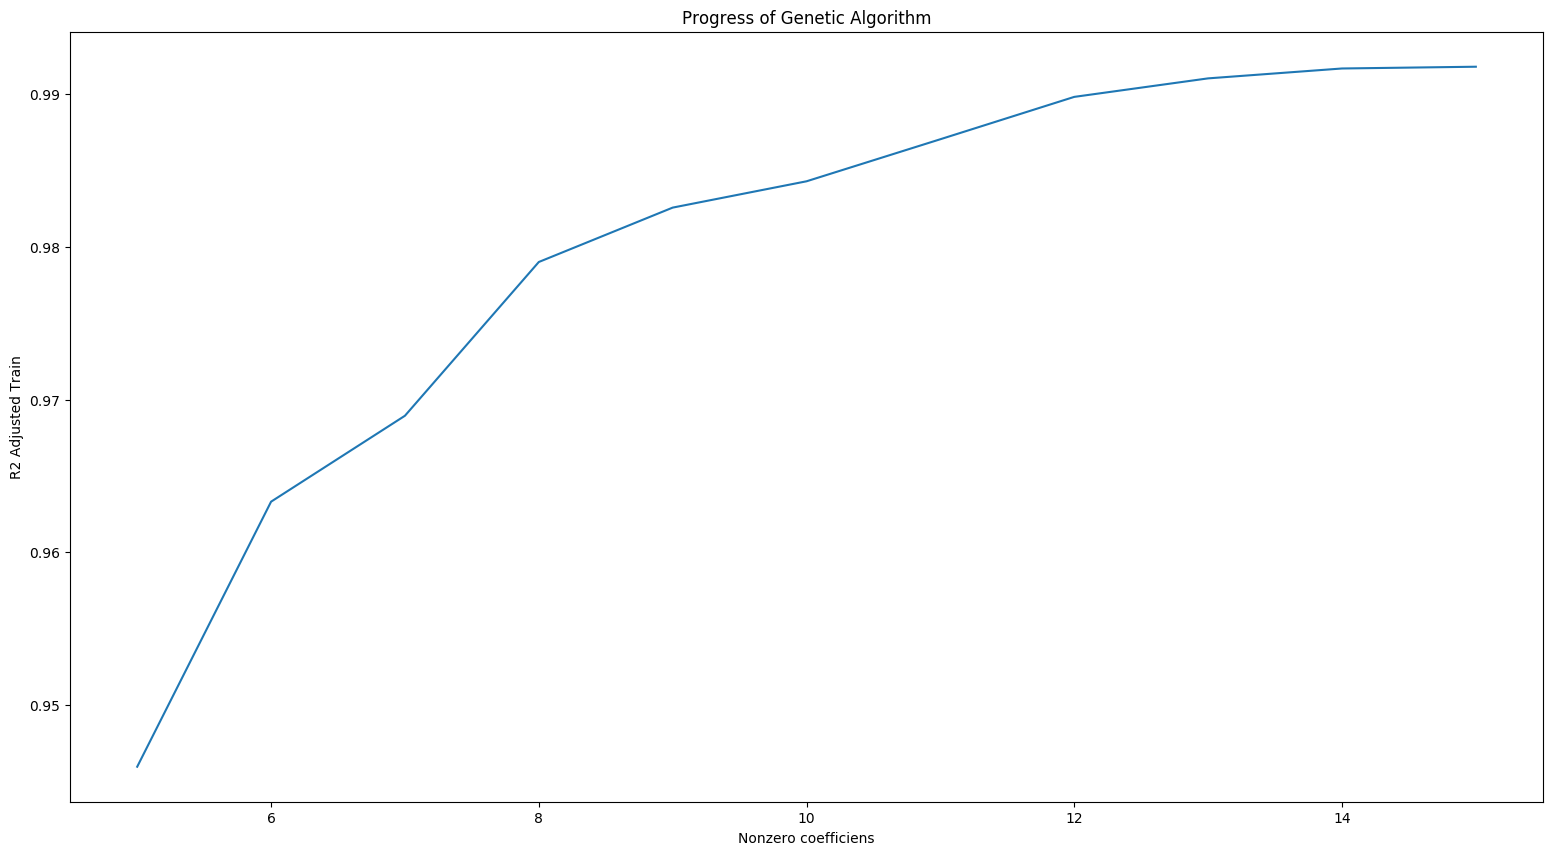 Progress of Genetic Algorithm
0.99
0.98
0.97
0.96
0.95
R2 Adjusted Train
6 8 10 12 14
Nonzero coefficiens